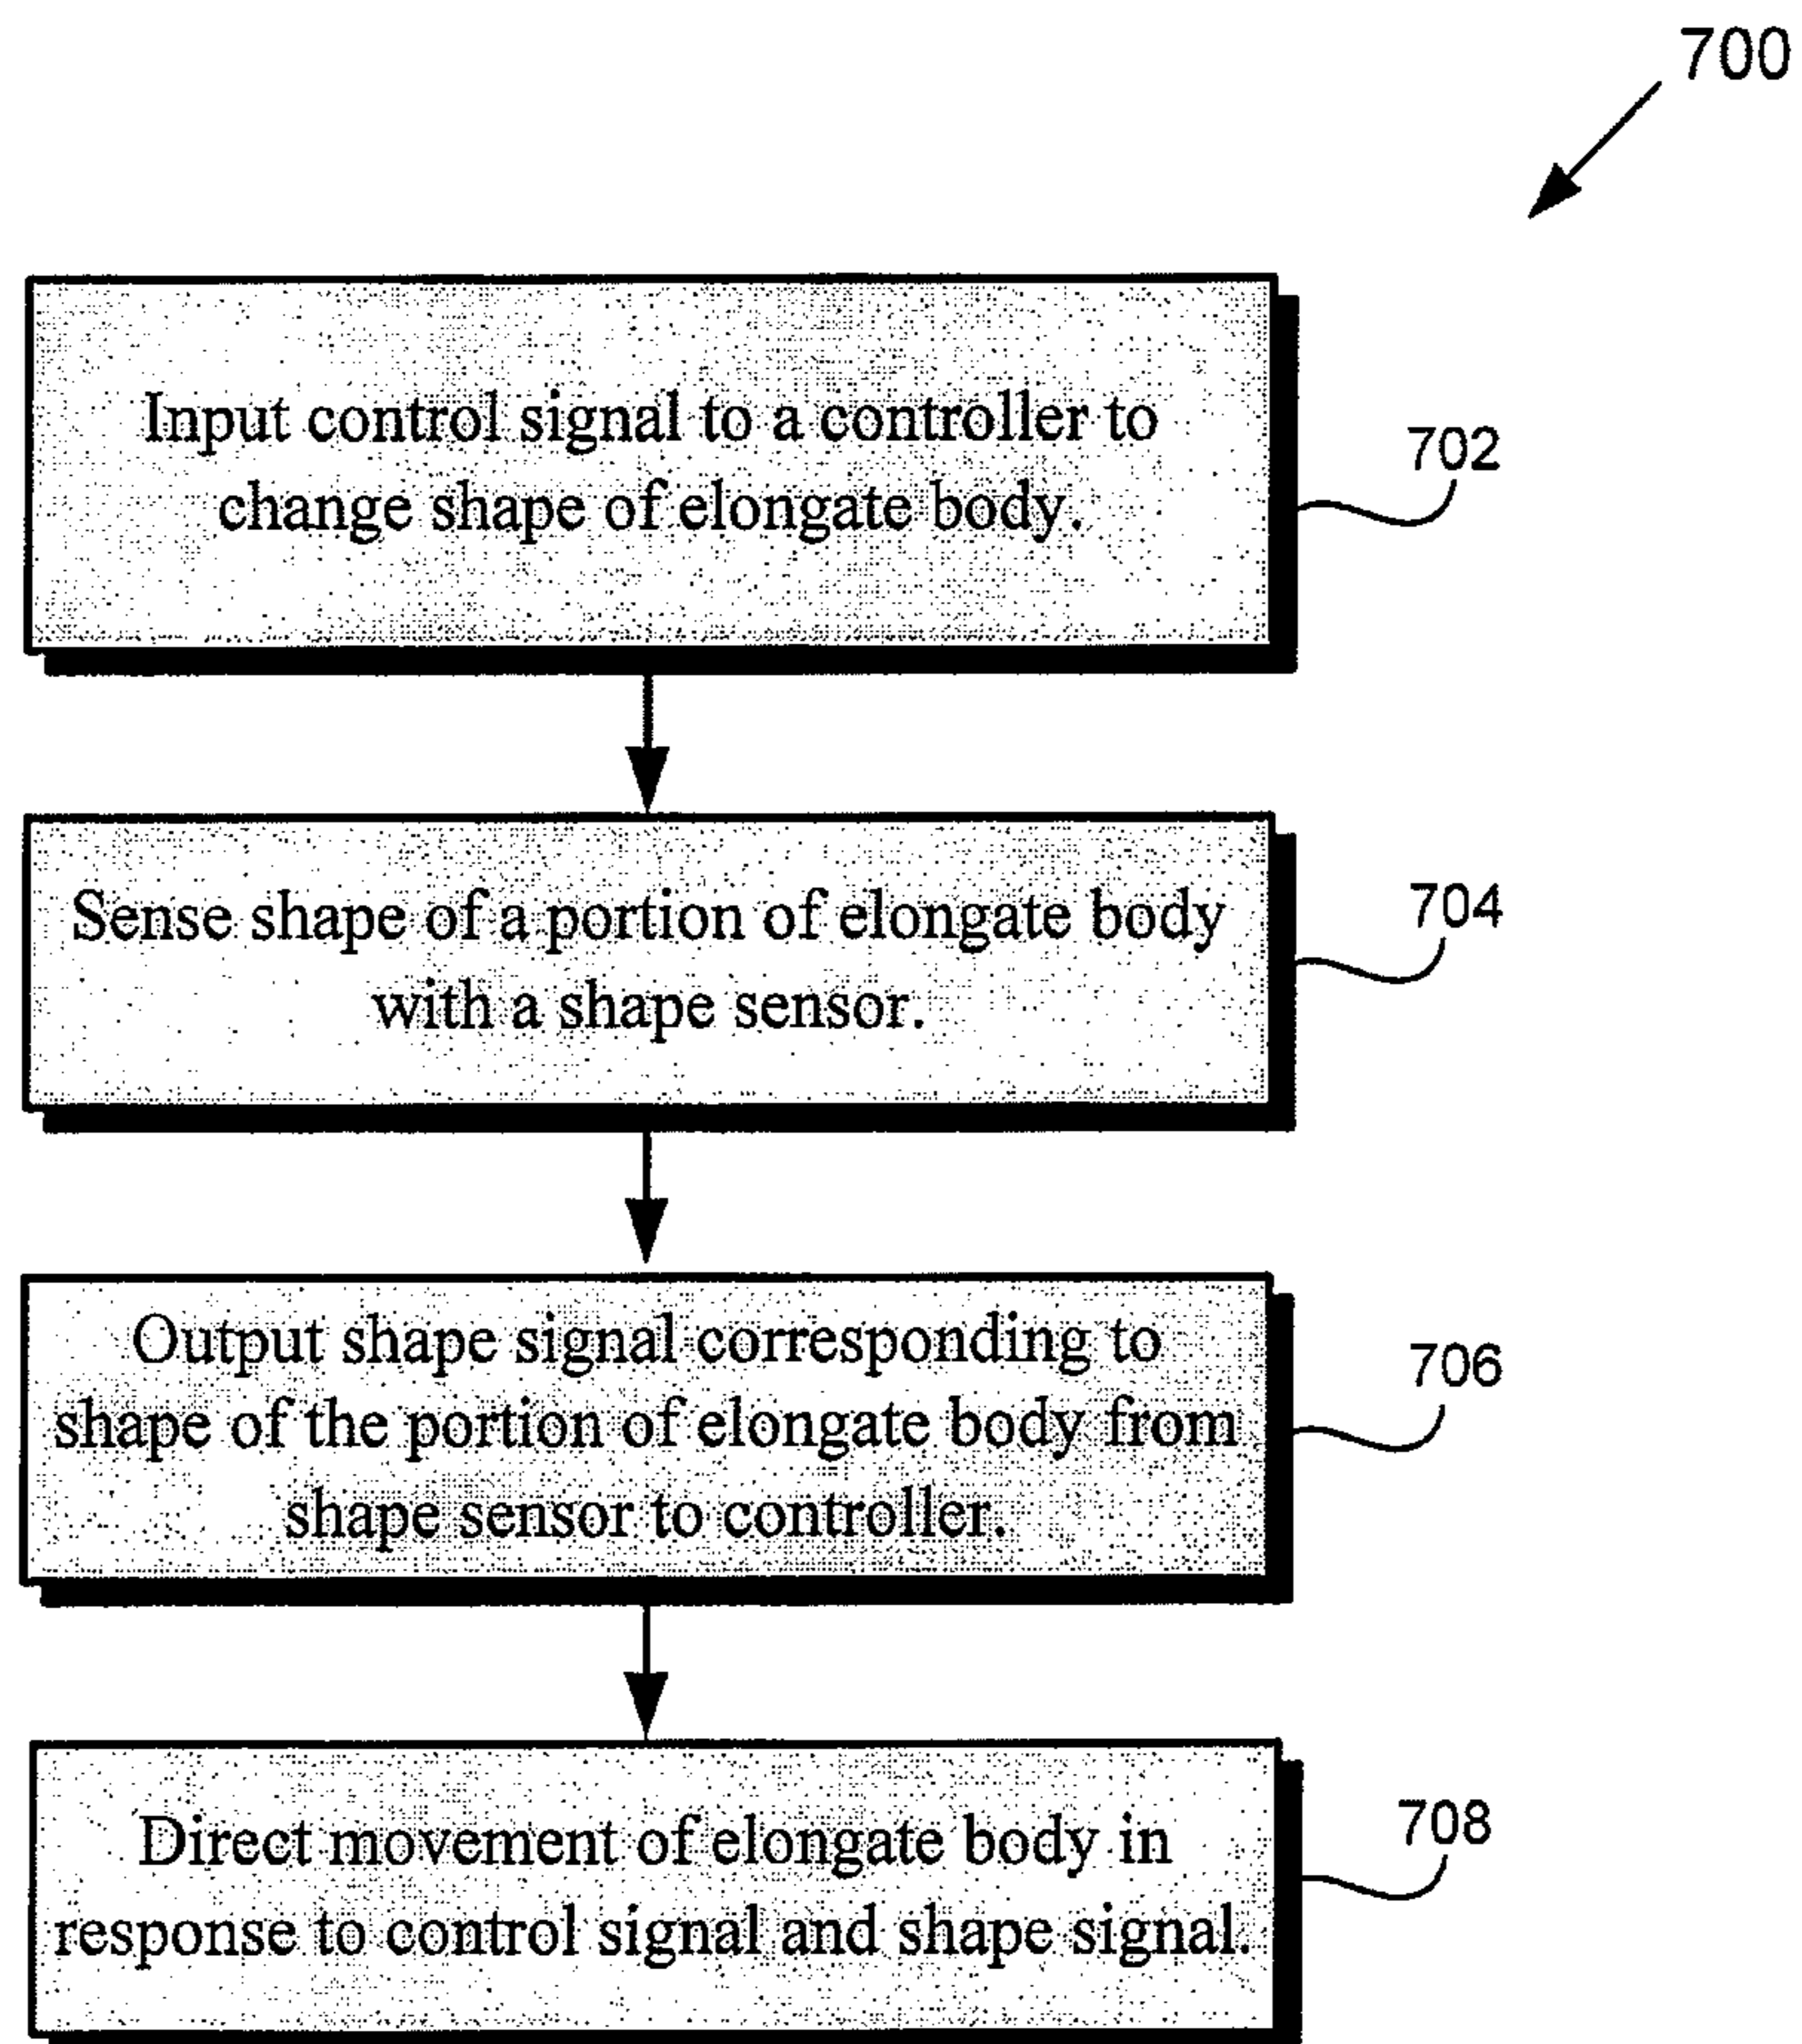 700
Input control signal to a controller to
change shape of elongate body.
702
Sense shape of a portion of elongate body
with a shape sensor.
704
Output shape signal corresponding to
shape of the portion of elongate body from
shape sensor to controller.
706
Direct movement of elongate body in
response to control signal and shape signal.
708